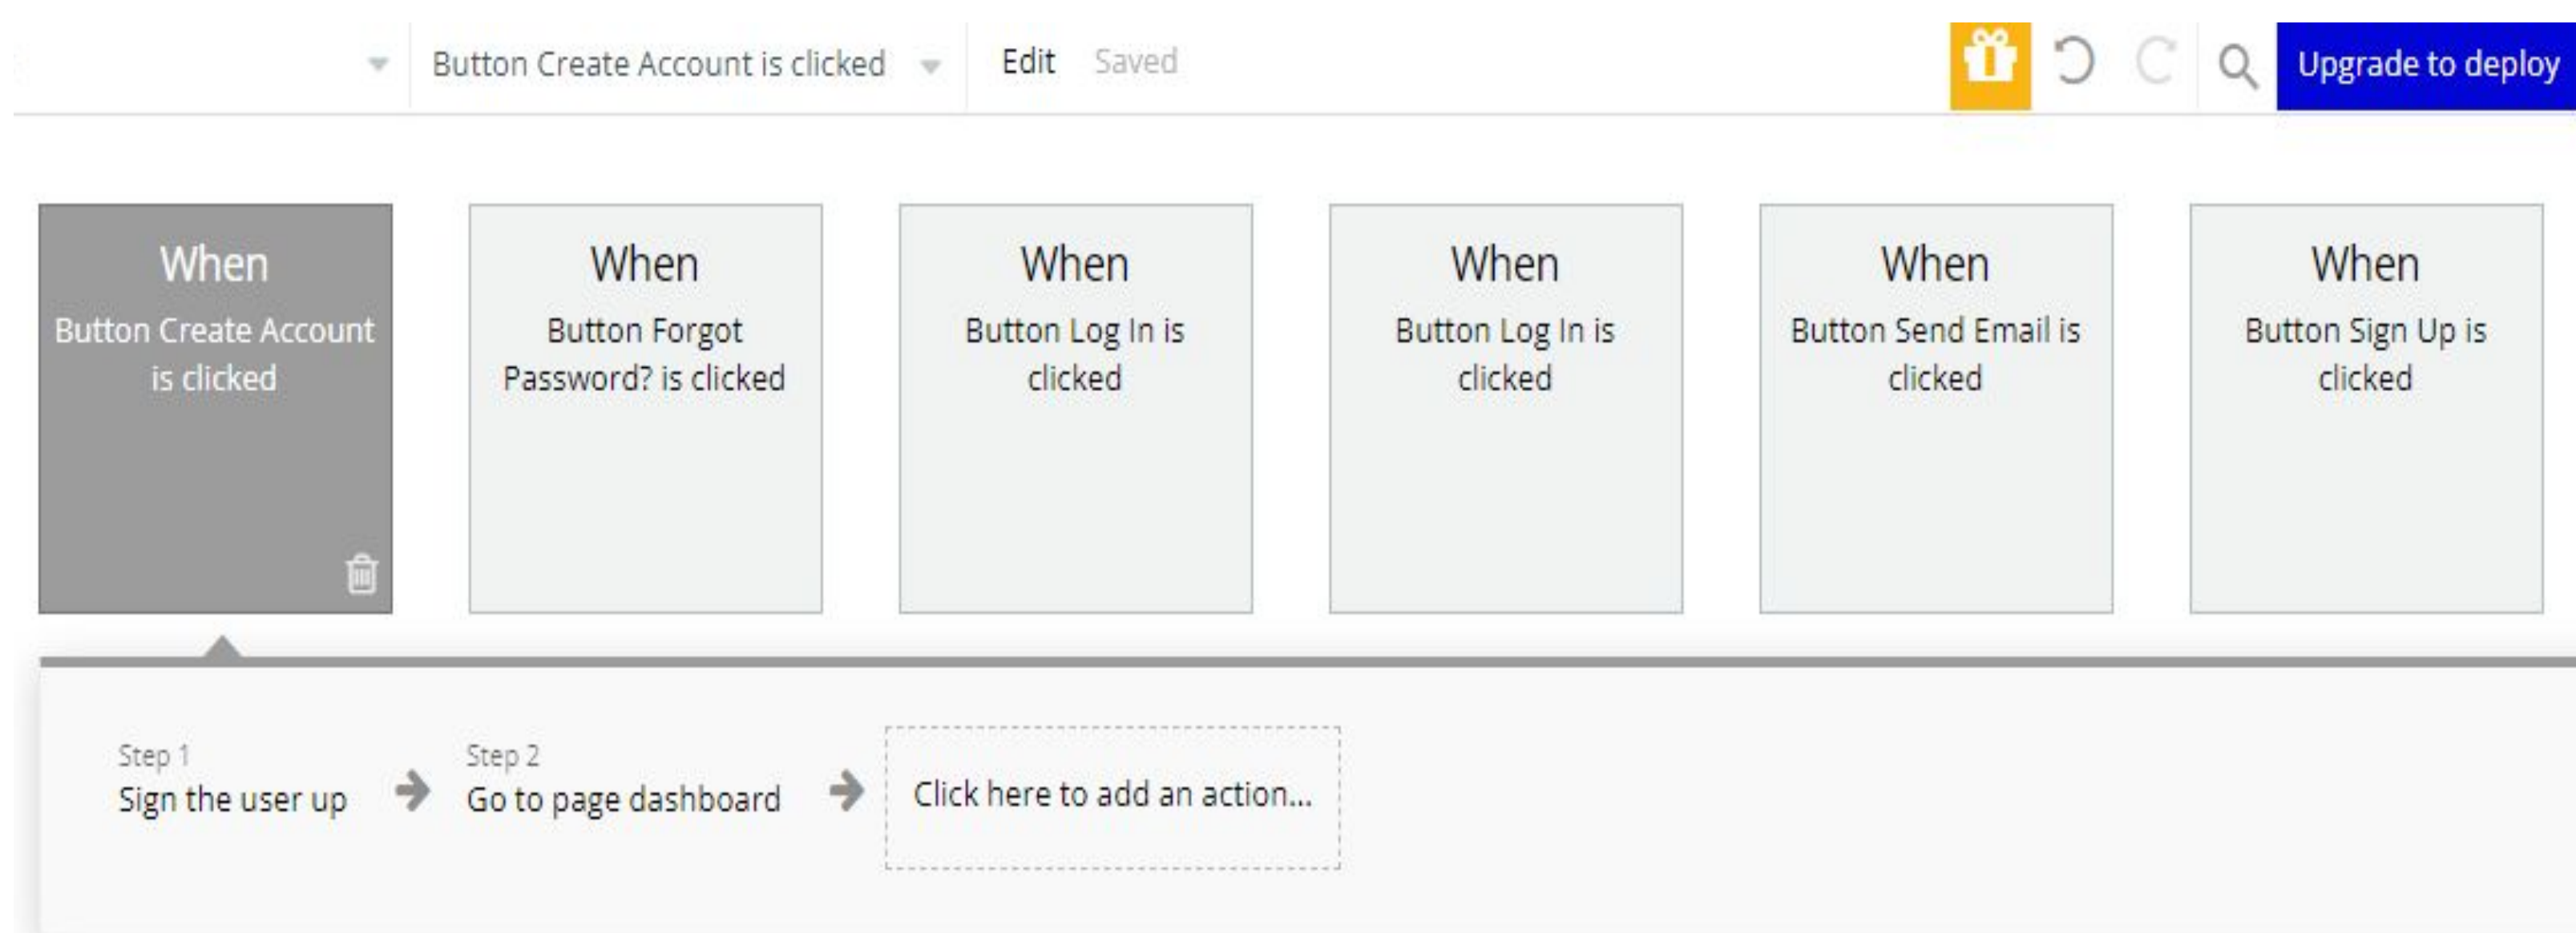 Button Create Account is clicked
Edit
Saved
Upgrade to deploy
When
Button Create Account
is clicked
When
Button Forgot
Password? is clicked
When
Button Log In is
clicked
When
Button Log In is
clicked
When
Button Send Email is
clicked
When
Button Sign Up is
clicked
Step 1
Sign the user up
Step 2
Go to page dashboard
Click here to add an action...